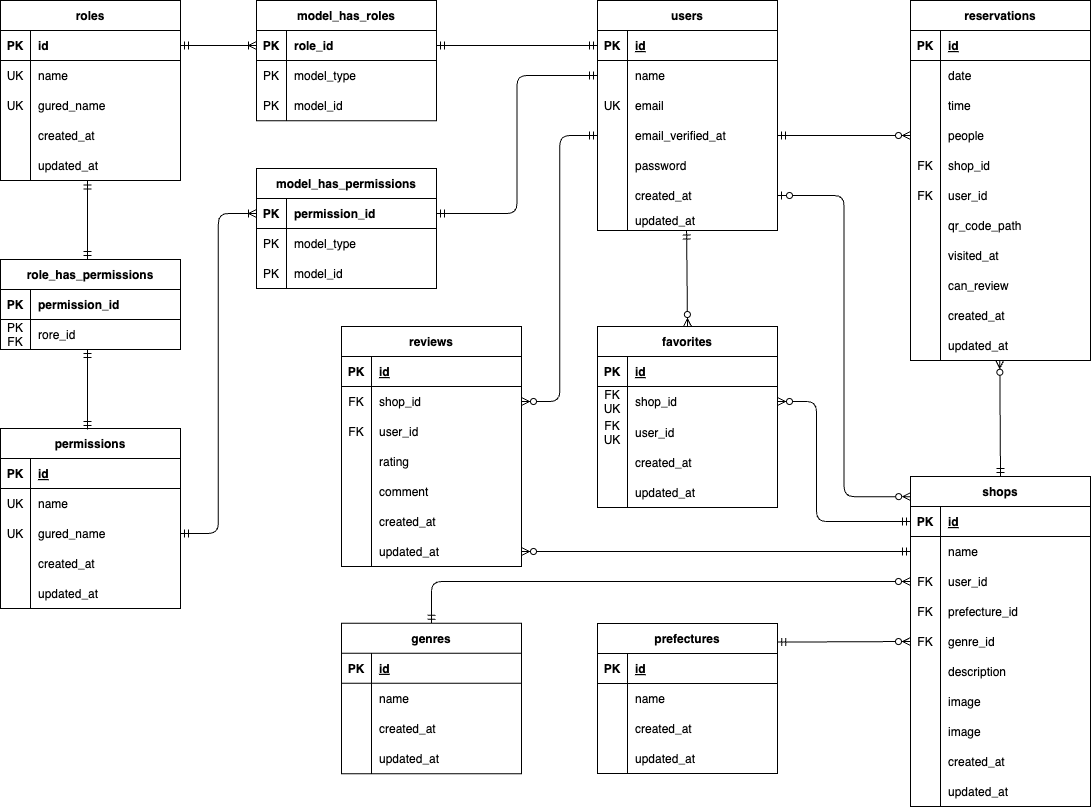 roles
PK id
UK name
UK gured_name
created_at
updated_at
model_has_roles
PK role_id
PK model_type
PK model_id
users
PK id
name
UK email
email_verified_at
password
created_at
updated_at
reservations
PK id
date
time
people
FK shop_id
FK user_id
qr_code_path
visited_at
can_review
created_at
updated_at
model_has_permissions
PK permission_id
PK model_type
PK model_id
role_has_permissions
PK permission_id
PK
FK rore_id
permissions
PK id
UK name
UK gured_name
created_at
updated_at
reviews
PK id
FK shop_id
FK user_id
rating
comment
created_at
updated_at
favorites
PK id
FK
UK shop_id
FK
UK user_id
created_at
updated_at
shops
PK id
name
FK user_id
FK prefecture_id
FK genre_id
description
image
image
created_at
updated_at
genres
PK id
name
created_at
updated_at
prefectures
PK id
name
created_at
updated_at